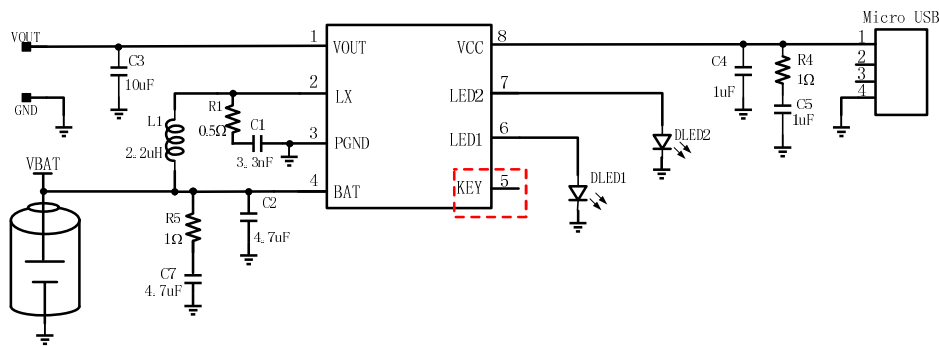 Micro USB
VOUT
1
VOUT
VCC
8
1
2
3
4
C3
10uF
C4
1uF
R4
1Ω
C5
1uF
2
LX
LED2
7
GND
R1
0.5Ω
C1
3.3nF
L1
2.2uH
3
PGND
LED1
6
DLED2
VBAT
4
BAT
KEY
5
DLED1
R5
1Ω
C2
4.7uF
C7
4.7uF